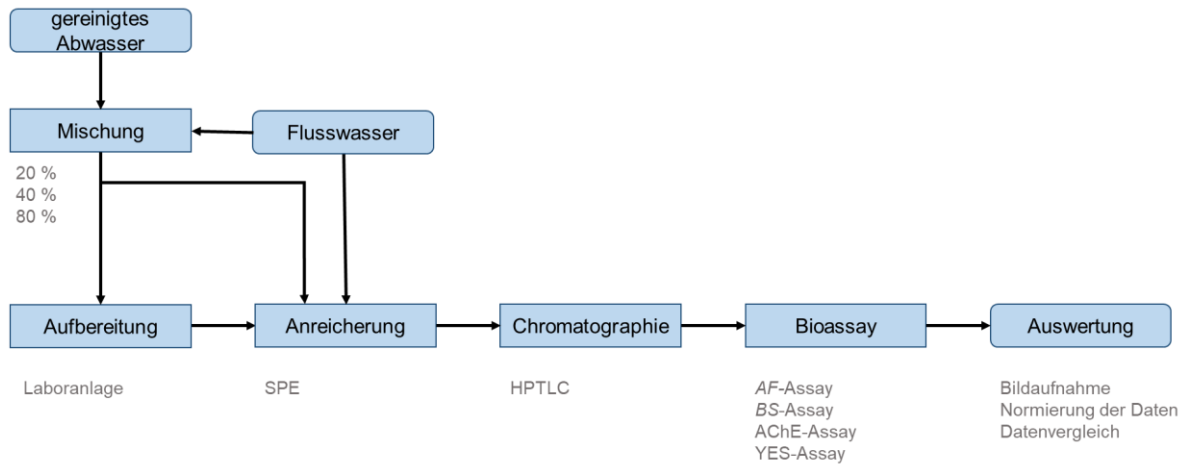 gereinigtes
Abwasser
Mischung
Flusswasser
20 %
40 %
80 %
Aufbereitung
Anreicherung
Chromatographie
Bioassay
Auswertung
Laboranlage
SPE
HPTLC
AF-Assay
BS-Assay
AChE-Assay
YES-Assay
Bildaufnahme
Normierung der Daten
Datenvergleich